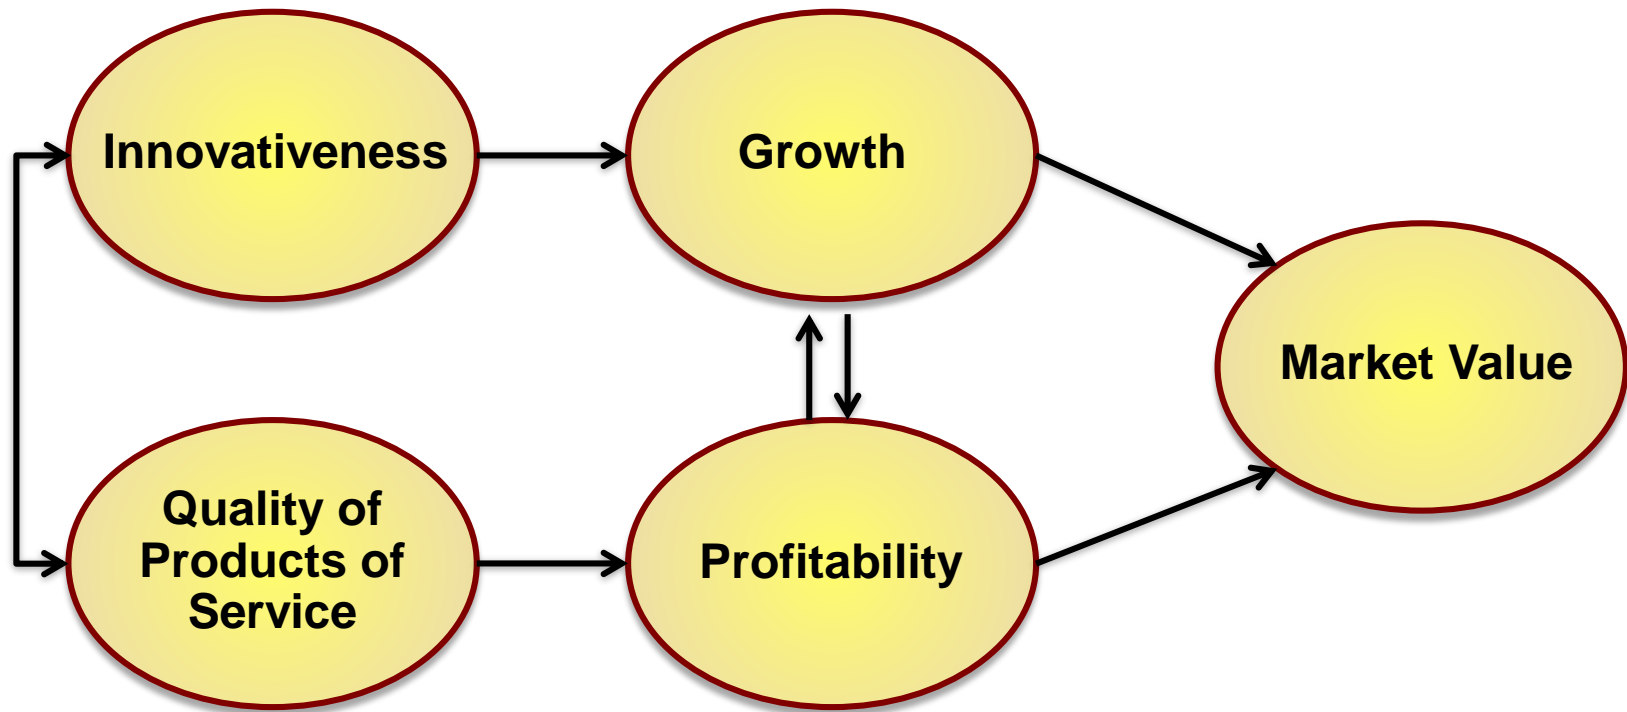 Innovativeness
Growth
Market Value
Quality of
Products of
Service
Profitability